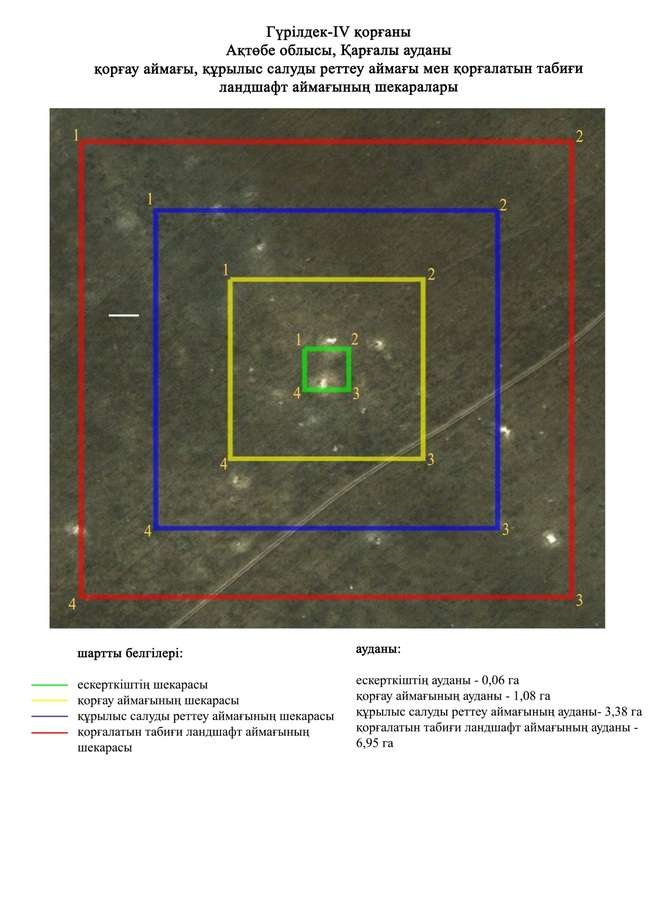 Гүрілдек-IV қорғаны
Ақтөбе облысы, Қарғалы ауданы
қорғау аймағы, құрылыс салуды реттеу аймағы мен қорғалатын табиғи
ландшафт аймағының шекаралары
1
2
1
2
1
2
1
2
4
3
4
3
4
3
4
3
шартты белгілері:
ескерткіштің шекарасы
қорғау аймағының шекарасы
құрылыс салуды реттеу аймағының шекарасы
қорғалатын табиғи ландшафт аймағының
шекарасы
ауданы:
ескерткіштің ауданы - 0,06 га
қорғау аймағының ауданы - 1,08 га
құрылыс салуды реттеу аймағының ауданы- 3,38 га
қорғалатын табиғи ландшафт аймағының ауданы -
6,95 га